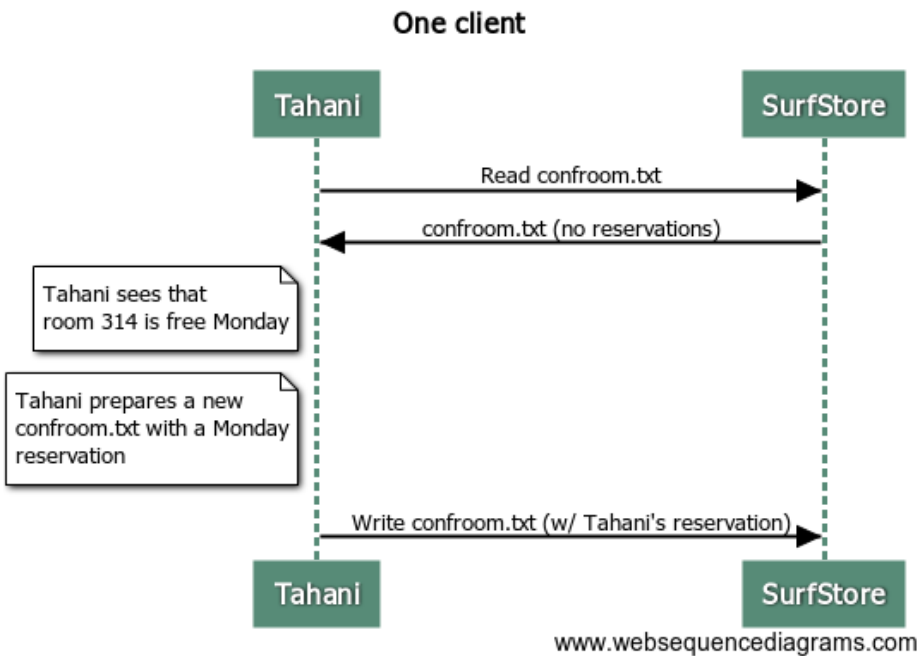 One client
Tahani
SurfStore
Read confroom.txt
confroom.txt (no reservations)
Tahani sees that
room 314 is free Monday
Tahani prepares a new
confroom.txt with a Monday
reservation
Write confroom.txt (w/ Tahani's reservation)
Tahani
SurfStore
www.websequencediagrams.com